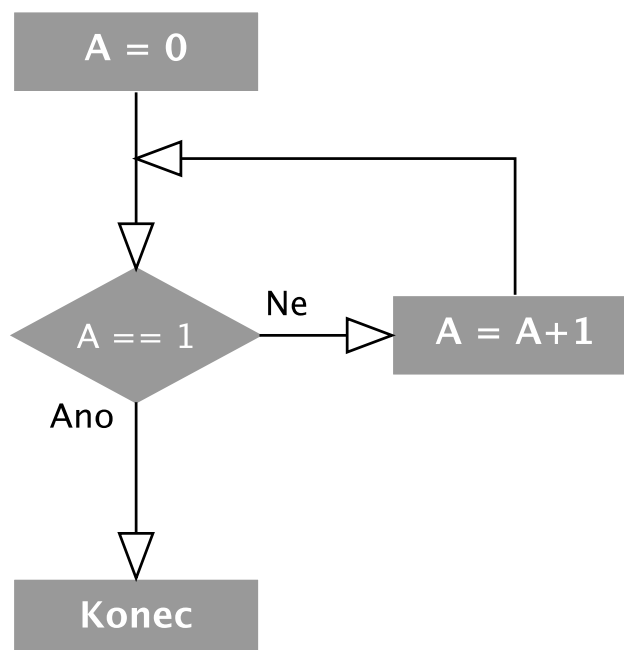 A = 0
A == 1
Ne
A = A+1
Ano
Konec